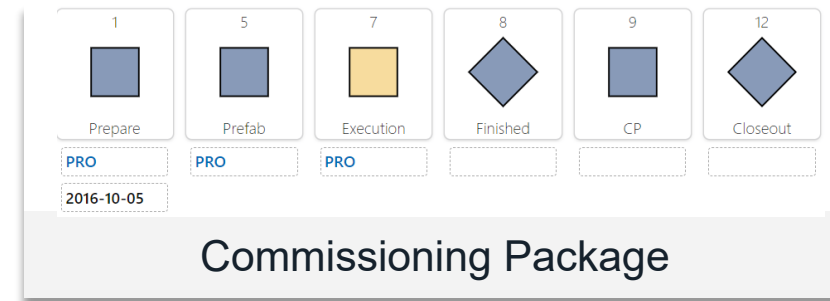 1 5 7 8 9 12
Prepare Prefab Execution Finished CP Closeout
PRO PRO PRO
2016-10-05
Commissioning Package